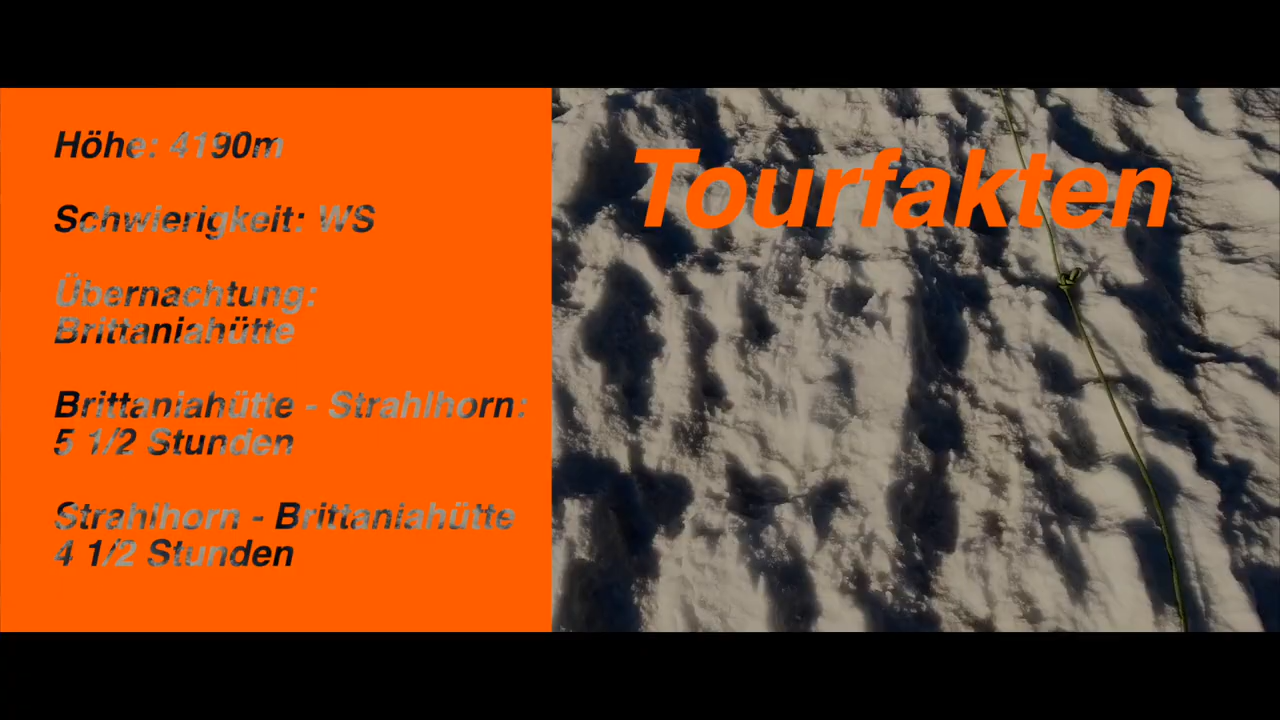 Höhe: 4190m
Schwierigkeit: WS
Übernachtung:
Brittaniahütte
Brittaniahütte - Strahlhorn:
5 1/2 Stunden
Strahlhorn - Brittaniahütte
4 1/2 Stunden
Tourfakten